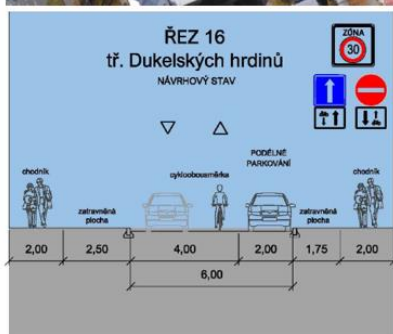 ŘEZ 16
tř. Dukelských hrdinů
NÁVRHOVÝ STAV
ZÓNA
30
PODÉLNÉ
PARKOVÁNÍ
chodník
cykloobousměrka
chodník
zatravněná
plocha
zatravněná
plocha
2,00 2,50 4,00 2,00 1,75 2,00
6,00